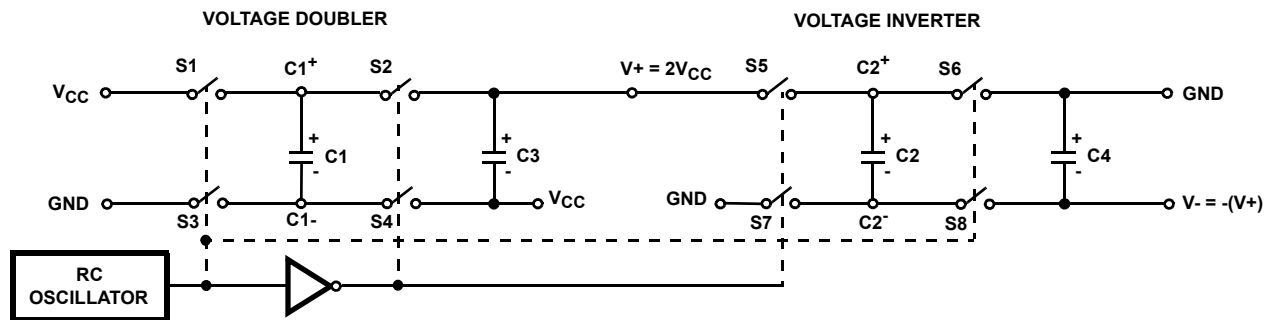 VOLTAGE DOUBLER
VOLTAGE INVERTER
S1
C1+
S2
V+ = 2VCC
S5
C2+
S6
VCC
GND
+
C1
-
+
C3
-
+
C2
-
+
C4
-
GND
S3
C1-
S4
VCC
GND
S7
C2-
S8
V- = -(V+)
RC
OSCILLATOR